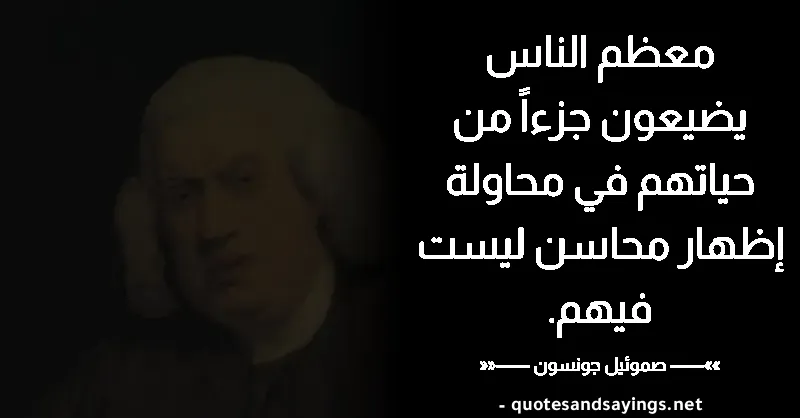 معظم الناس
يضيعون جزءاً من
حياتهم في محاولة
إظهار محاسن ليست
فيهم.
»»—— صموئيل جونسون ——««
- quotesandsayings.net